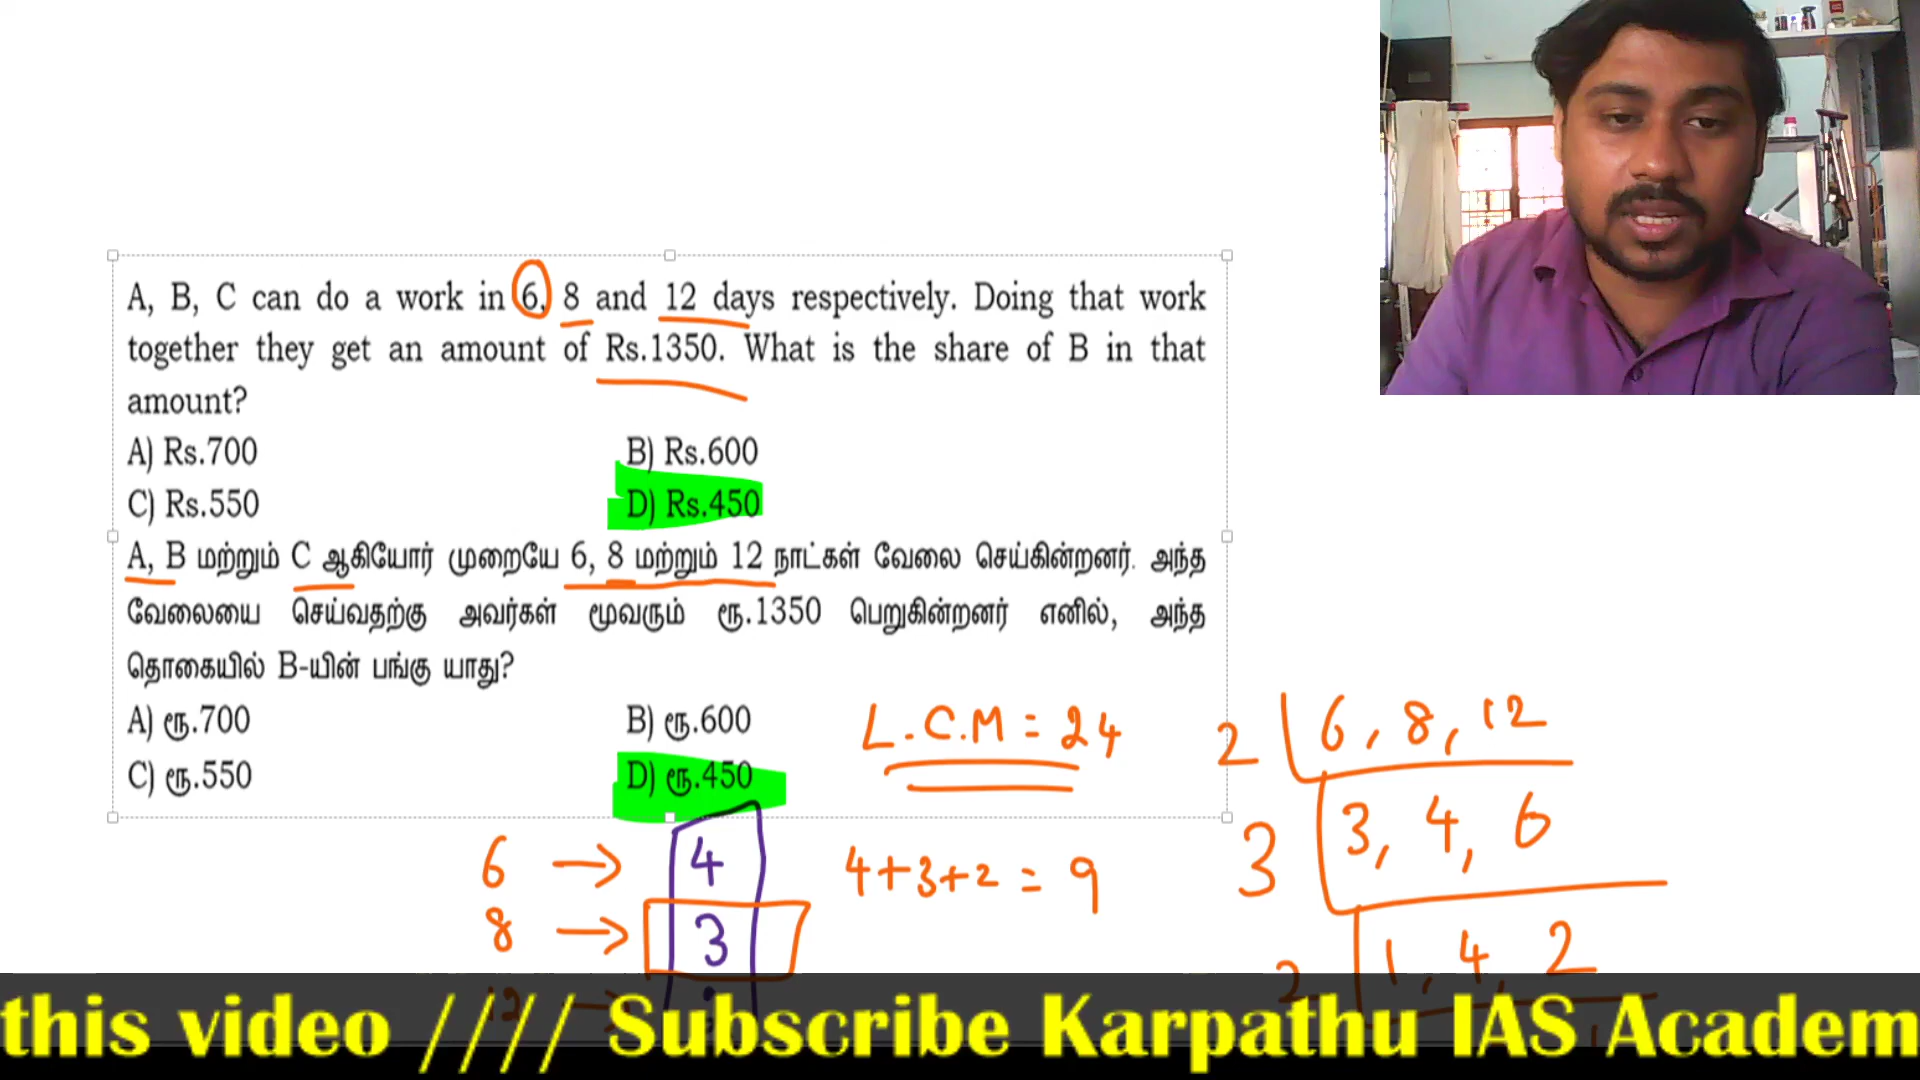 A, B, C can do a work in 6, 8 and 12 days respectively. Doing that work
together they get an amount of Rs.1350. What is the share of B in that
amount?
A) Rs.700 B) Rs.600
C) Rs.550 D) Rs.450
A, B மற்றும் C ஆகியோர் முறையே 6, 8 மற்றும் 12 நாட்கள் வேலை செய்கின்றனர். அந்த
வேலையை செய்வதற்கு அவர்கள் மூவரும் ரூ.1350 பெறுகின்றனர் எனில், அந்த
தொகையில் B-யின் பங்கு யாது?
A) ரூ.700 B) ரூ.600
C) ரூ.550 D) ரூ.450
L.C.M = 24
2 6, 8, 12
3 3, 4, 6
2 1, 4, 2
6 → 4
8 → 3
12 →
4+3+2 = 9
this video //// Subscribe Karpathu IAS Academ